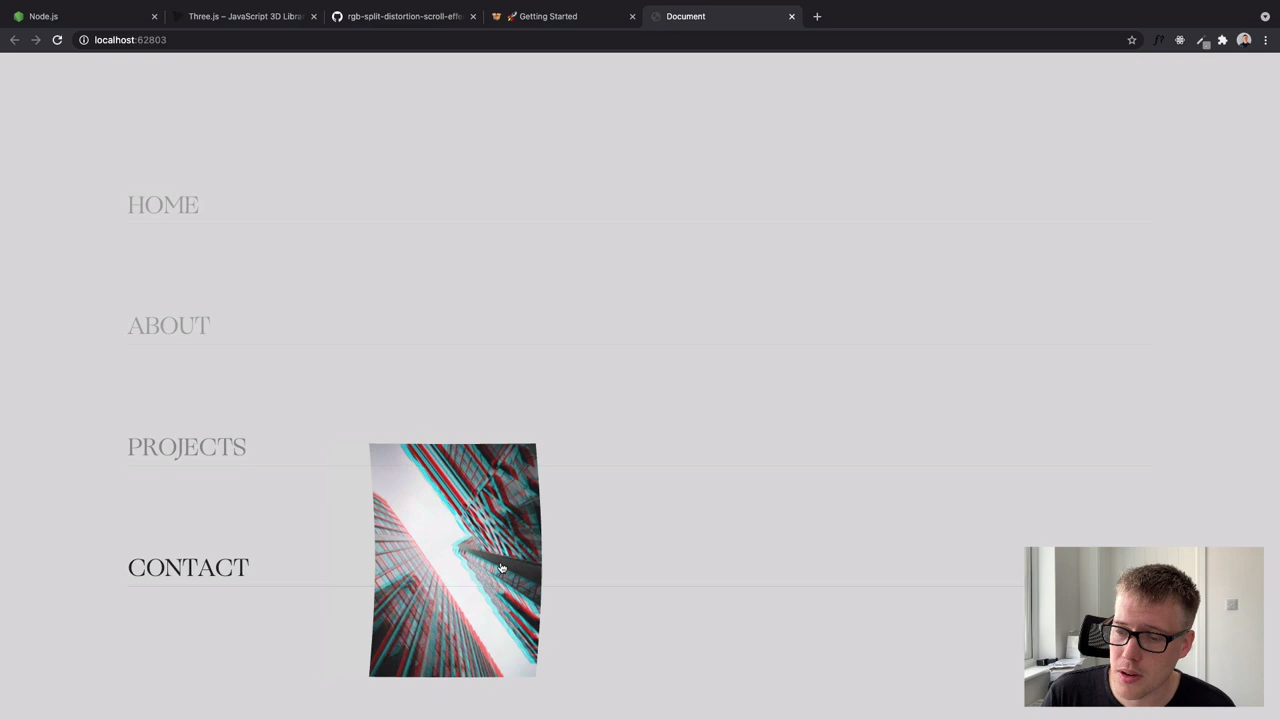 Node.js
Three.js – JavaScript 3D Libra
rgb-split-distortion-scroll-effe
🚀 Getting Started
Document
localhost:62803
f?
HOME
ABOUT
PROJECTS
CONTACT